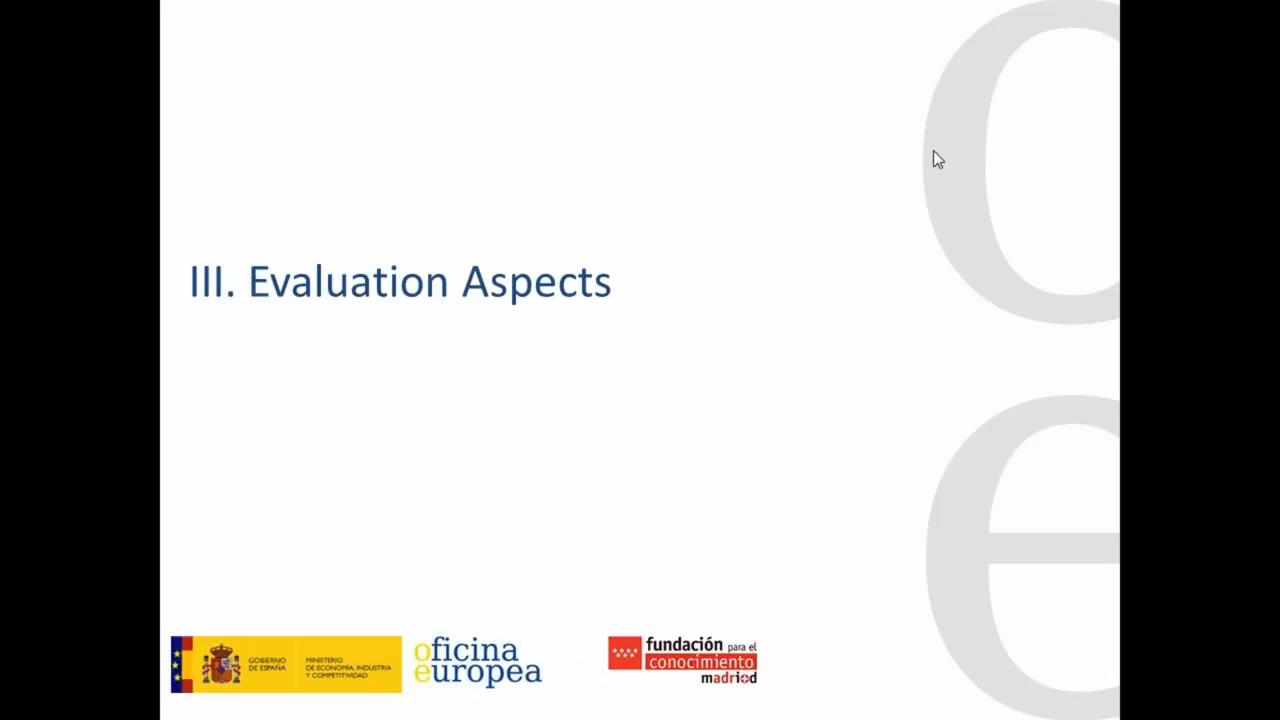 o
III. Evaluation Aspects
e
GOBIERNO
DE ESPAÑA
MINISTERIO
DE ECONOMÍA, INDUSTRIA
Y COMPETITIVIDAD
oficina
europea
fundación para el
conocimiento
madri+d